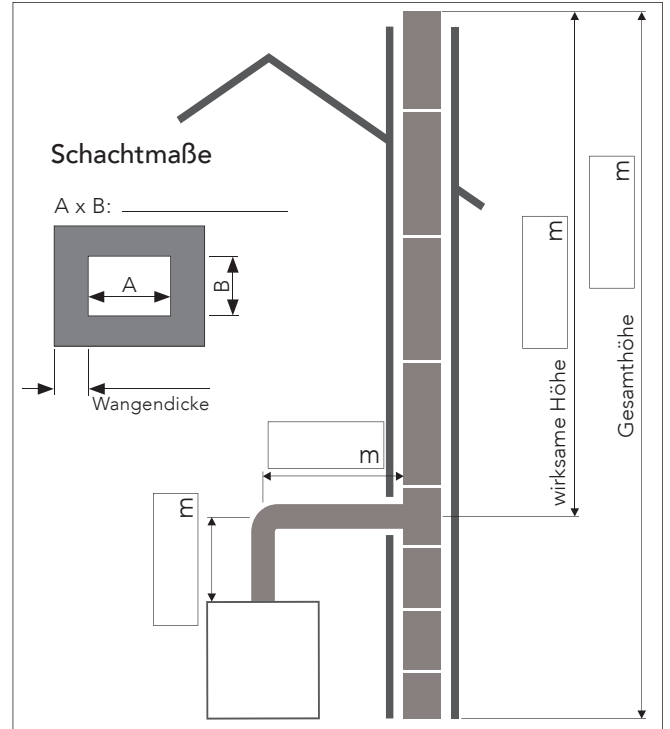 Schachtmaße
A x B:
A
B
Wangendicke
m
m
m
wirksame Höhe
m
Gesamthöhe